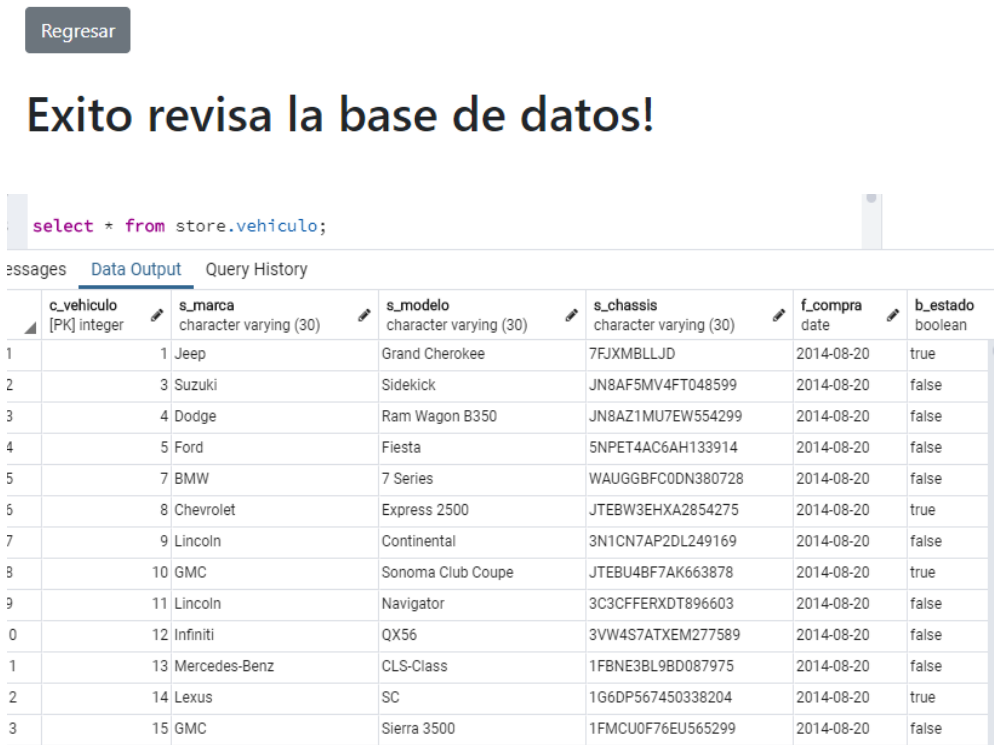 Regresar
Exito revisa la base de datos!
select * from store.vehiculo;
essages Data Output Query History
c_vehiculo s_marca s_modelo s_chassis f_compra b_estado
[PK] integer character varying (30) character varying (30) character varying (30) date boolean
1 1 Jeep Grand Cherokee 7FJXMBLLJD 2014-08-20 true
2 3 Suzuki Sidekick JN8AF5MV4FT048599 2014-08-20 false
3 4 Dodge Ram Wagon B350 JN8AZ1MU7EW554299 2014-08-20 false
4 5 Ford Fiesta 5NPET4AC6AH133914 2014-08-20 false
5 7 BMW 7 Series WAUGGBFC0DN380728 2014-08-20 false
6 8 Chevrolet Express 2500 JTEBW3EHXA2854275 2014-08-20 true
7 9 Lincoln Continental 3N1CN7AP2DL249169 2014-08-20 false
8 10 GMC Sonoma Club Coupe JTEBU4BF7AK663878 2014-08-20 true
9 11 Lincoln Navigator 3C3CFFERXDT896603 2014-08-20 false
0 12 Infiniti QX56 3VW4S7ATXEM277589 2014-08-20 false
1 13 Mercedes-Benz CLS-Class 1FBNE3BL9BD087975 2014-08-20 false
2 14 Lexus SC 1G6DP567450338204 2014-08-20 true
3 15 GMC Sierra 3500 1FMCU0F76EU565299 2014-08-20 false